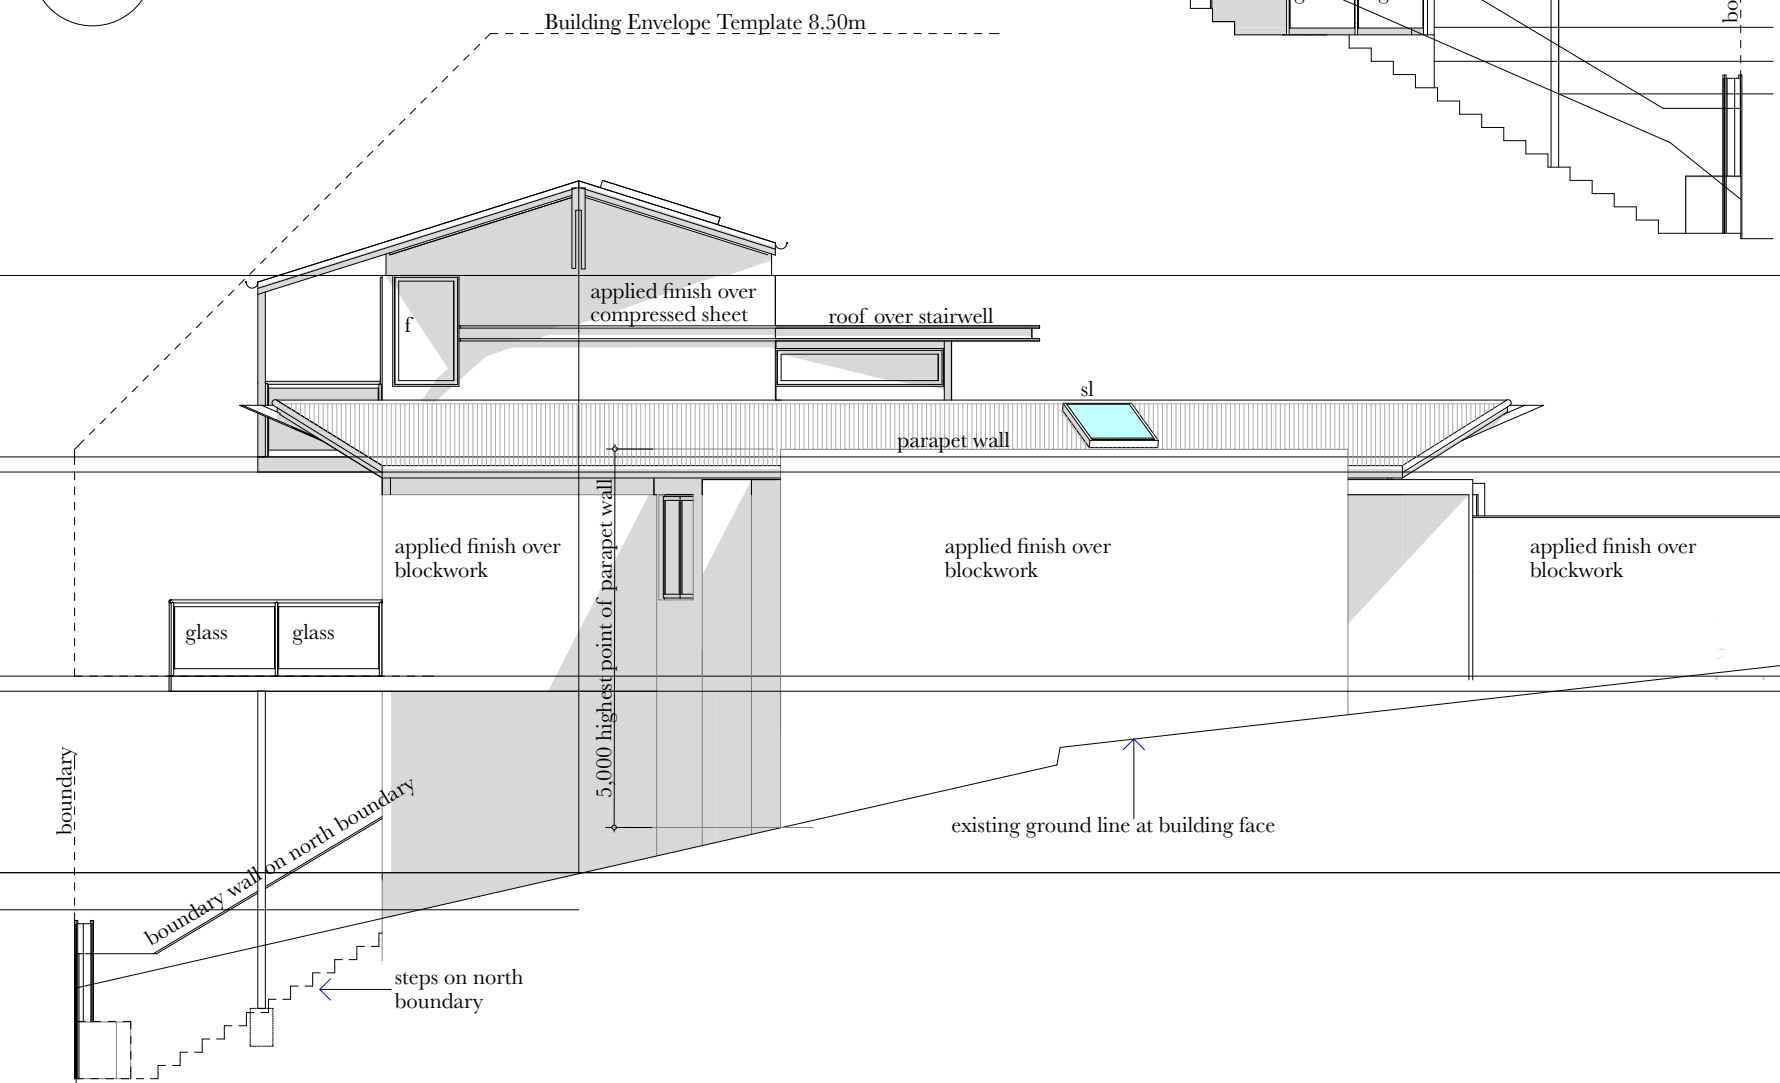 Building Envelope Template 8.50m
applied finish over
compressed sheet
roof over stairwell
f
sl
parapet wall
5,000 highest point of parapet wall
applied finish over
blockwork
applied finish over
blockwork
applied finish over
blockwork
glass
glass
boundary
boundary wall on north boundary
existing ground line at building face
steps on north
boundary